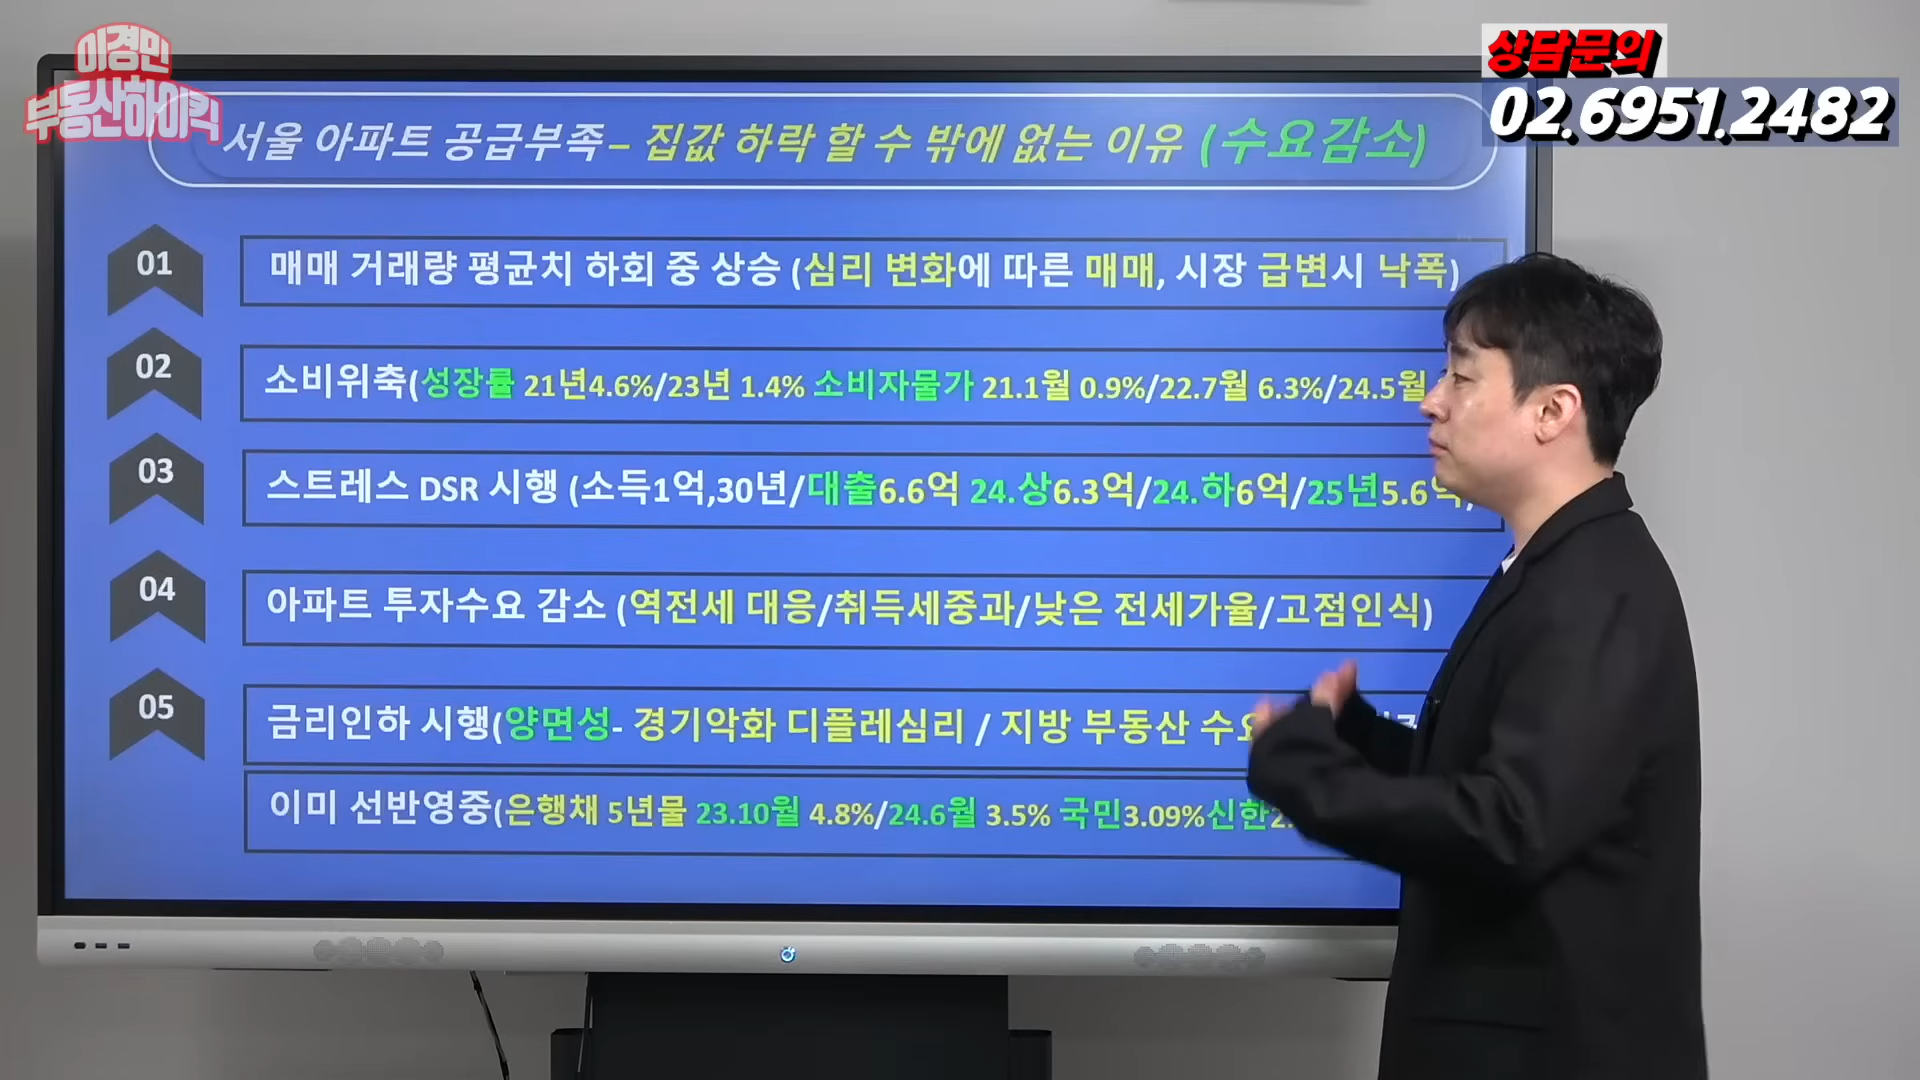 이경민
부동산하이킥
상담문의
02.6951.2482
서울 아파트 공급부족 – 집값 하락 할 수 밖에 없는 이유 (수요감소)
01 매매 거래량 평균치 하회 중 상승 (심리 변화에 따른 매매, 시장 급변시 낙폭)
02 소비위축(성장률 21년4.6%/23년 1.4% 소비자물가 21.1월 0.9%/22.7월 6.3%/24.5월
03 스트레스 DSR 시행 (소득1억,30년/대출6.6억 24.상6.3억/24.하6억/25년5.6억
04 아파트 투자수요 감소 (역전세 대응/취득세중과/낮은 전세가율/고점인식)
05 금리인하 시행(양면성- 경기악화 디플레심리 / 지방 부동산 수요
이미 선반영중(은행채 5년물 23.10월 4.8%/24.6월 3.5% 국민3.09%신한2.